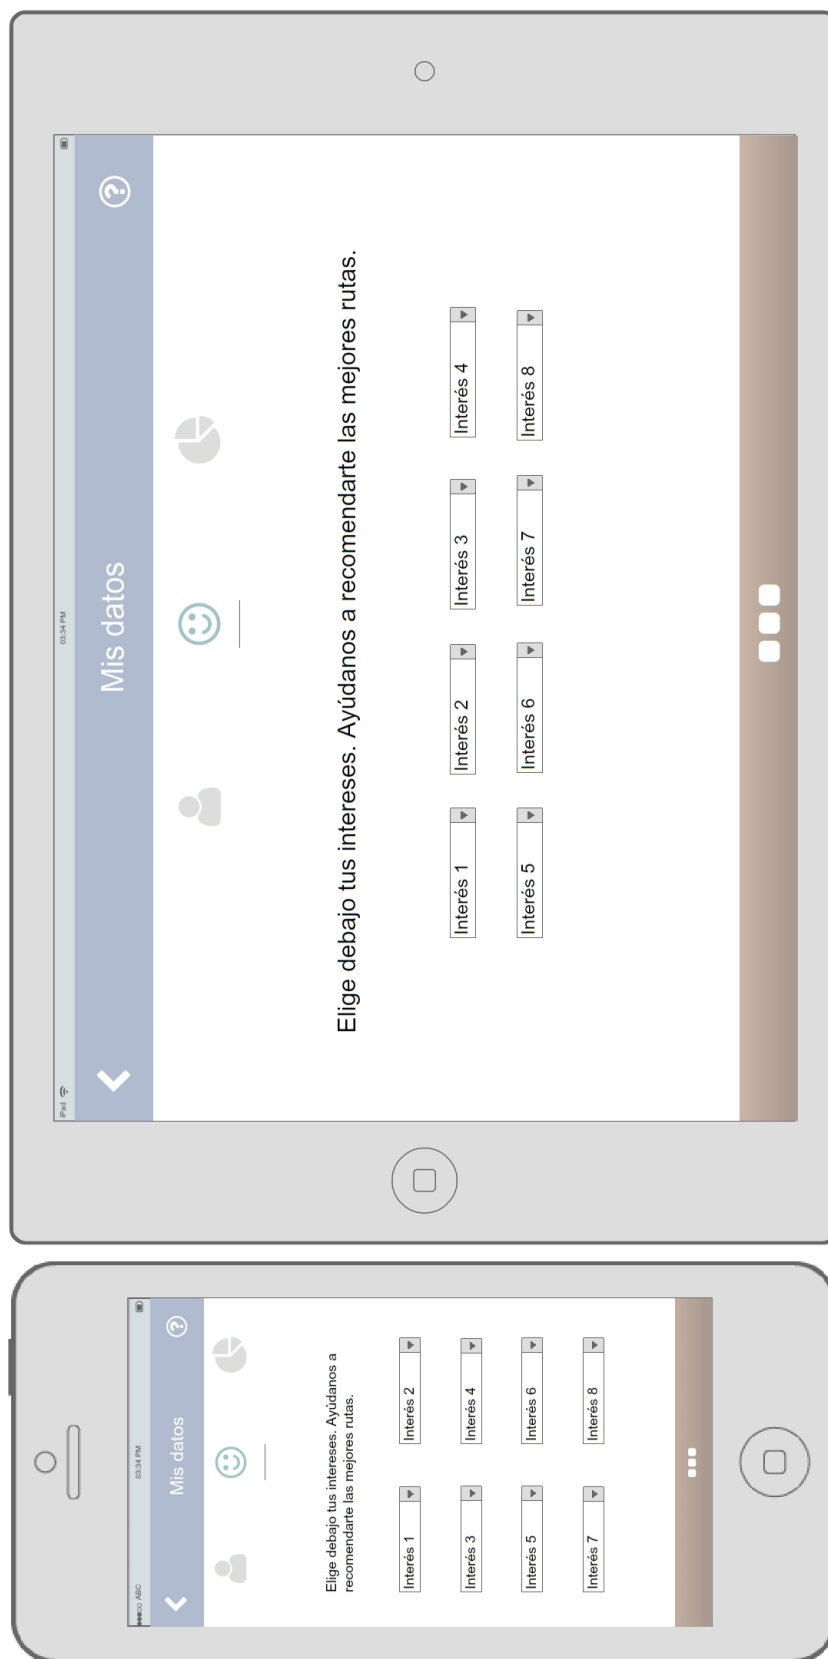 iPad 03:34 PM
Mis datos
Elige debajo tus intereses. Ayúdanos a recomendarte las mejores rutas.
Interés 1 Interés 2 Interés 3 Interés 4
Interés 5 Interés 6 Interés 7 Interés 8
ABC 03:34 PM
Mis datos
Elige debajo tus intereses. Ayúdanos a
recomendarte las mejores rutas.
Interés 1 Interés 2
Interés 3 Interés 4
Interés 5 Interés 6
Interés 7 Interés 8